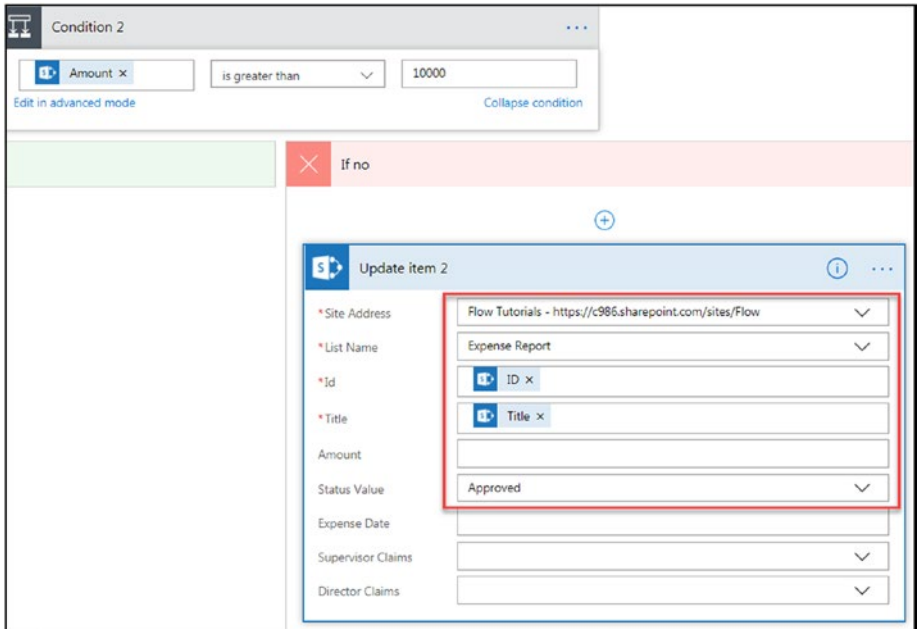 Condition 2
...
Amount ×
is greater than
10000
Edit in advanced mode
Collapse condition
If no
S
Update item 2
...
*Site Address
Flow Tutorials - https://c986.sharepoint.com/sites/Flow
*List Name
Expense Report
*Id
ID ×
*Title
Title ×
Amount
Status Value
Approved
Expense Date
Supervisor Claims
Director Claims